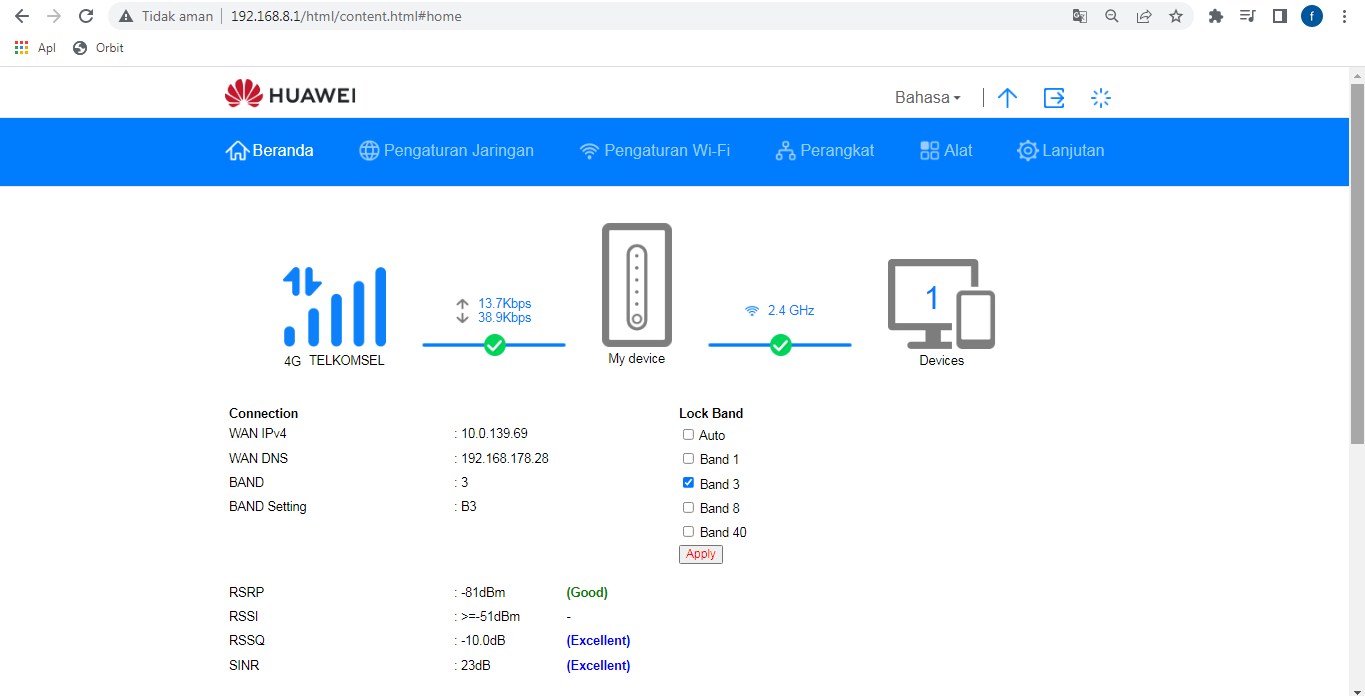 Tidak aman 192.168.8.1/html/content.html#home
f
Apl Orbit
HUAWEI
Bahasa
Beranda Pengaturan Jaringan Pengaturan Wi-Fi Perangkat Alat Lanjutan
13.7Kbps
38.9Kbps
2.4 GHz
1
4G TELKOMSEL
My device
Devices
Connection
WAN IPv4 : 10.0.139.69
WAN DNS : 192.168.178.28
BAND : 3
BAND Setting : B3
Lock Band
Auto
Band 1
Band 3
Band 8
Band 40
Apply
RSRP : -81dBm (Good)
RSSI : >=-51dBm -
RSSQ : -10.0dB (Excellent)
SINR : 23dB (Excellent)